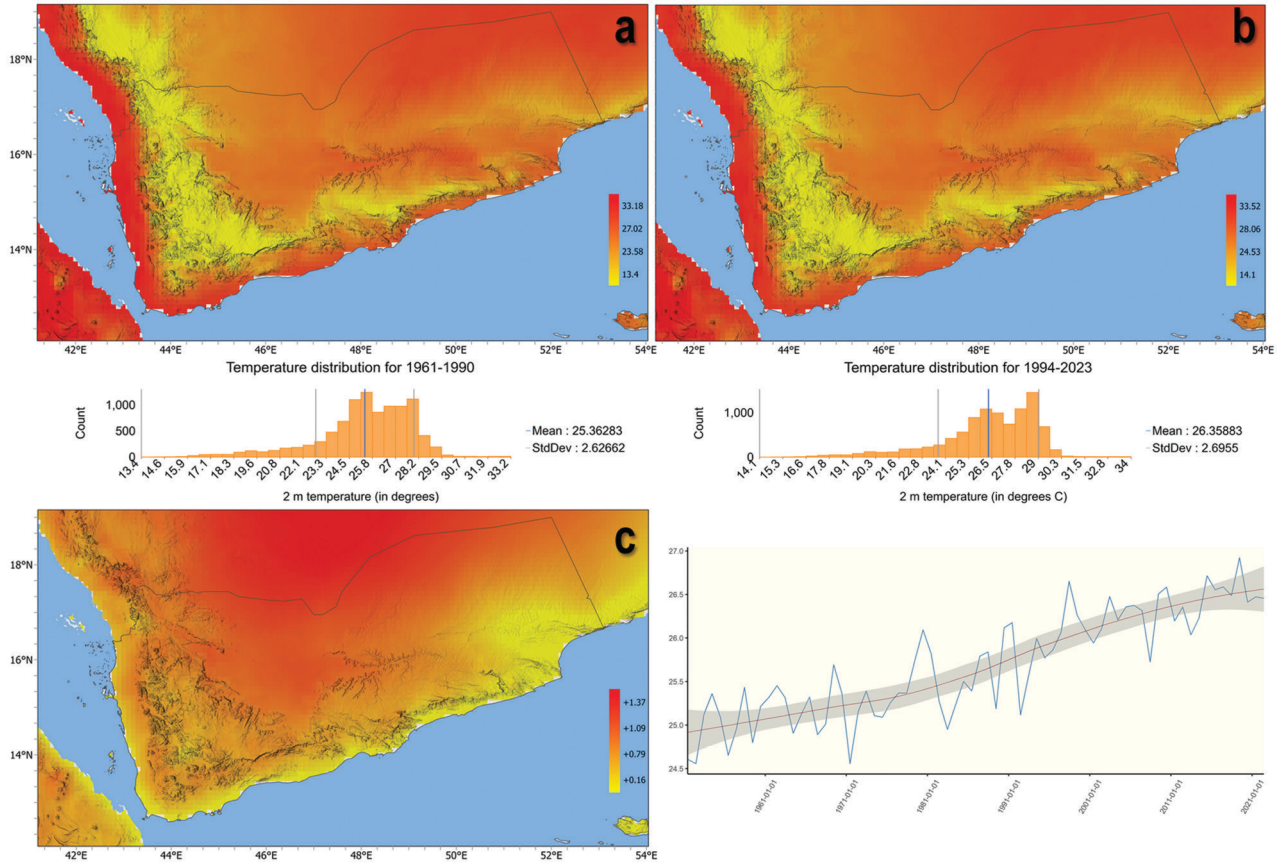 a
18°N
16°N
14°N
33.18
27.02
23.58
13.4
42°E 44°E 46°E 48°E 50°E 52°E 54°E
b
33.52
28.06
24.53
14.1
42°E 44°E 46°E 48°E 50°E 52°E 54°E
Temperature distribution for 1961-1990
Count
1,000
500
0
13.4 14.6 15.9 17.1 18.3 19.6 20.8 22.1 23.3 24.5 25.8 27 28.2 29.5 30.7 31.9 33.2
Mean : 25.36283
StdDev : 2.62662
2 m temperature (in degrees)
Temperature distribution for 1994-2023
Count
1,000
0
14.1 15.3 16.6 17.8 19.1 20.3 21.6 22.8 24.1 25.3 26.5 27.8 29 30.3 31.5 32.8 34
Mean : 26.35883
StdDev : 2.6955
2 m temperature (in degrees C)
c
18°N
16°N
14°N
+1.37
+1.09
+0.79
+0.16
42°E 44°E 46°E 48°E 50°E 52°E 54°E
27.0
26.5
26.0
25.5
25.0
24.5
1961-01-01 1971-01-01 1981-01-01 1991-01-01 2001-01-01 2011-01-01 2021-01-01